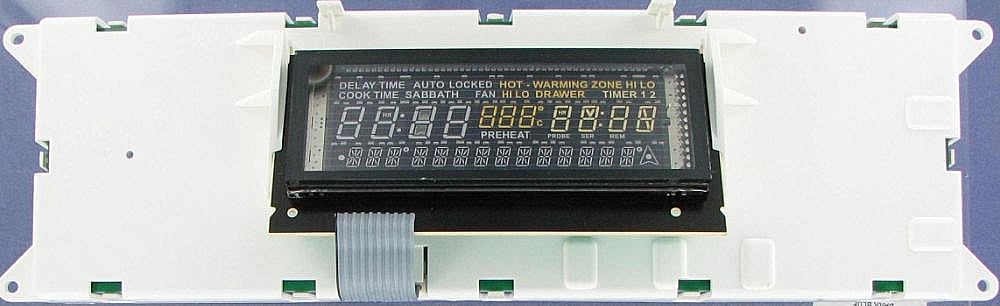 DELAY TIME AUTO LOCKED HOT - WARMING ZONE HI LO
COOK TIME SABBATH FAN HI LO DRAWER TIMER 1 2
HR
°
C
PREHEAT PROBE SER REM